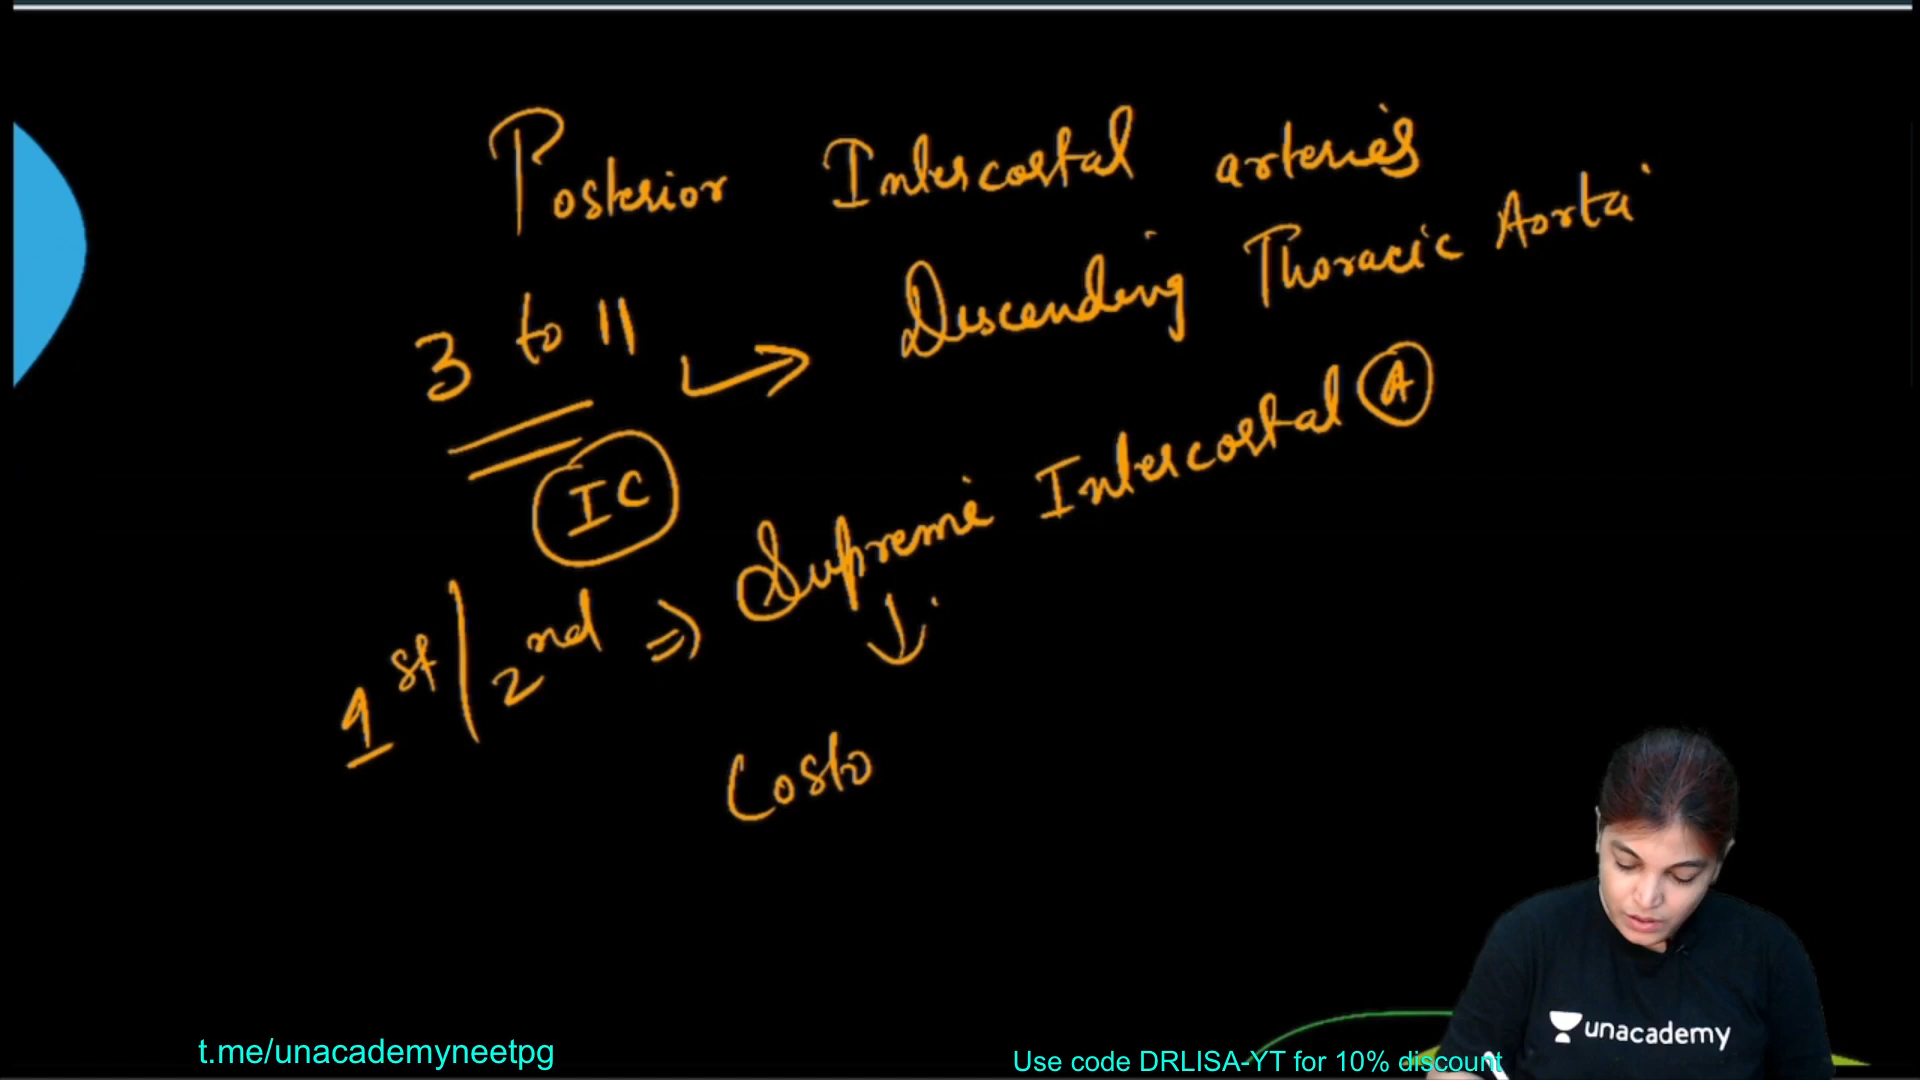 Posterior Intercostal arteries
3 to 11 → Descending Thoracic Aorta
IC
1st/2nd ⇒ Supreme Intercostal A
↓
Costo
unacademy
t.me/unacademyneetpg
Use code DRLISA-YT for 10% discount